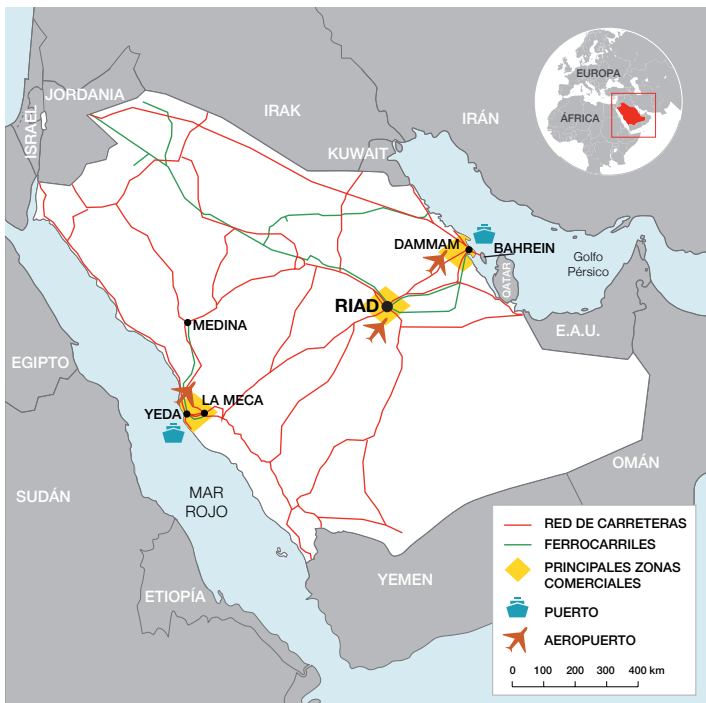 EUROPA
ÁFRICA
JORDANIA
ISRAEL
IRAK
IRÁN
KUWAIT
DAMMAM
BAHREIN
QATAR
Golfo
Pérsico
RIAD
MEDINA
E.A.U.
EGIPTO
LA MECA
YEDA
OMÁN
SUDÁN
MAR
ROJO
YEMEN
ETIOPÍA
RED DE CARRETERAS
FERROCARRILES
PRINCIPALES ZONAS
COMERCIALES
PUERTO
AEROPUERTO
0 100 200 300 400 km